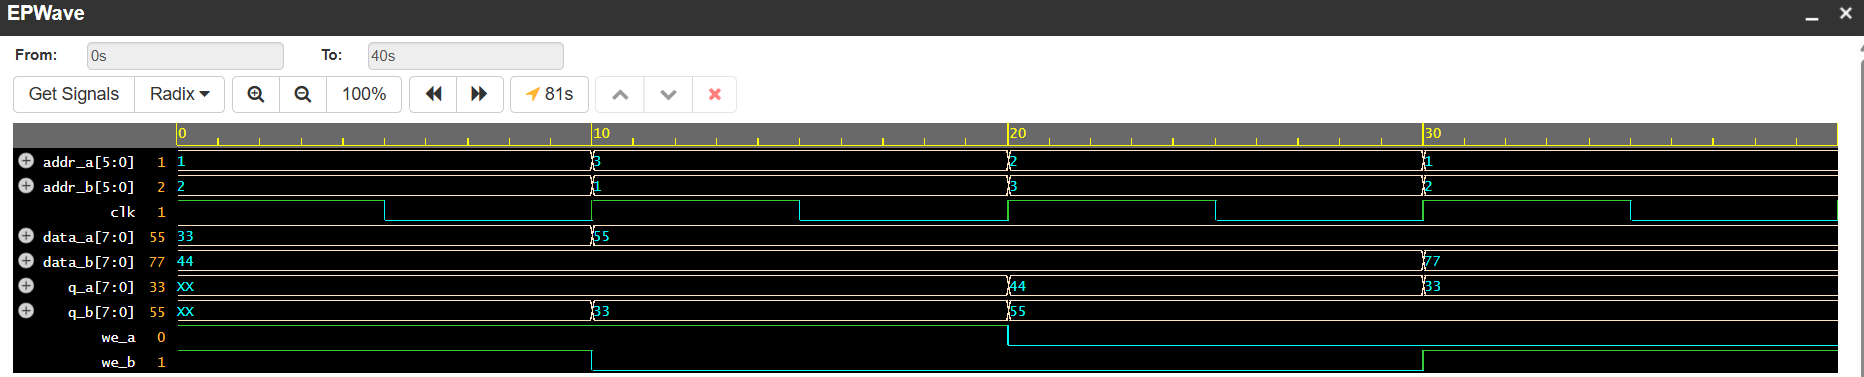 EPWave
From: 0s To: 40s
Get Signals Radix 100% 81s
0 10 20 30
addr_a[5:0] 1 1 3 2 1
addr_b[5:0] 2 2 1 3 2
clk 1
data_a[7:0] 55 33 55
data_b[7:0] 77 44 77
q_a[7:0] 33 XX 44 33
q_b[7:0] 55 XX 33 55
we_a 0
we_b 1